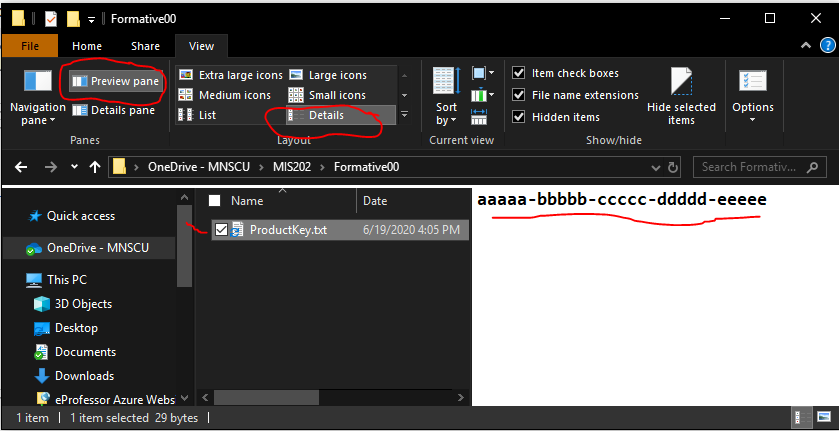 Formative00
File Home Share View
Navigation pane
Preview pane
Details pane
Panes
Extra large icons Large icons
Medium icons Small icons
List Details
Layout
Sort by
Current view
Item check boxes
File name extensions
Hidden items
Hide selected items
Show/hide
Options
OneDrive - MNSCU > MIS202 > Formative00
Search Formativ...
Quick access
OneDrive - MNSCU
This PC
3D Objects
Desktop
Documents
Downloads
eProfessor Azure Webs
Name Date
ProductKey.txt 6/19/2020 4:05 PM
aaaaa-bbbbb-ccccc-ddddd-eeeee
1 item 1 item selected 29 bytes